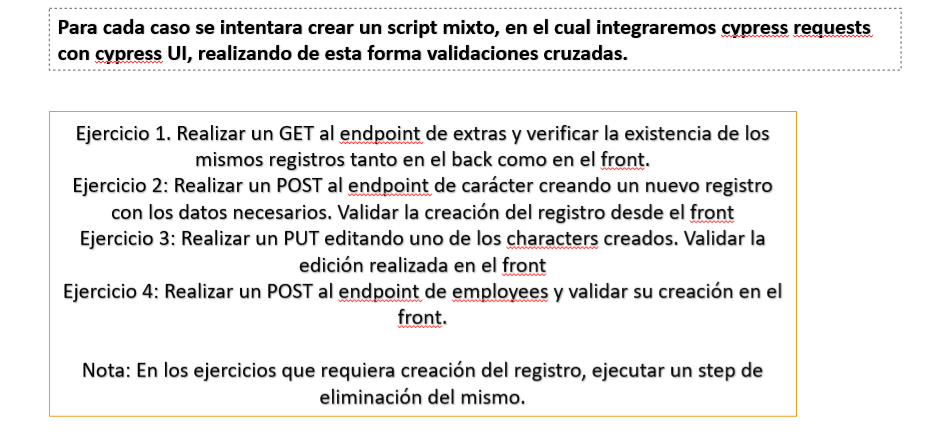 Para cada caso se intentara crear un script mixto, en el cual integraremos cypress requests
con cypress UI, realizando de esta forma validaciones cruzadas.
Ejercicio 1. Realizar un GET al endpoint de extras y verificar la existencia de los
mismos registros tanto en el back como en el front.
Ejercicio 2: Realizar un POST al endpoint de carácter creando un nuevo registro
con los datos necesarios. Validar la creación del registro desde el front
Ejercicio 3: Realizar un PUT editando uno de los characters creados. Validar la
edición realizada en el front
Ejercicio 4: Realizar un POST al endpoint de employees y validar su creación en el
front.
Nota: En los ejercicios que requiera creación del registro, ejecutar un step de
eliminación del mismo.